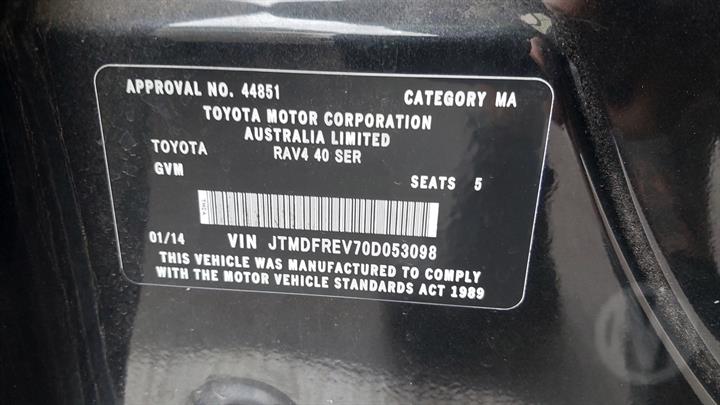 APPROVAL NO. 44851 CATEGORY MA
TOYOTA MOTOR CORPORATION
AUSTRALIA LIMITED
TOYOTA RAV4 40 SER
GVM SEATS 5
TMCA
01/14 VIN JTMDFREV70D053098
THIS VEHICLE WAS MANUFACTURED TO COMPLY
WITH THE MOTOR VEHICLE STANDARDS ACT 1989